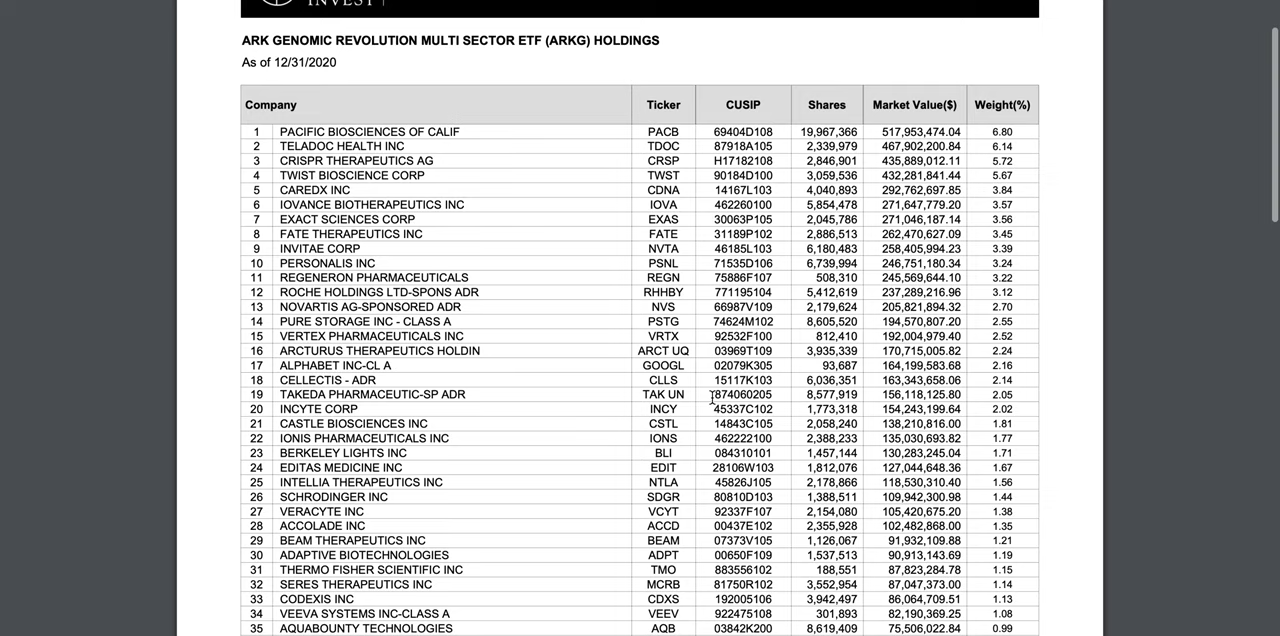 INVEST
ARK GENOMIC REVOLUTION MULTI SECTOR ETF (ARKG) HOLDINGS
As of 12/31/2020
Company Ticker CUSIP Shares Market Value($) Weight(%)
1 PACIFIC BIOSCIENCES OF CALIF PACB 69404D108 19,967,366 517,953,474.04 6.80
2 TELADOC HEALTH INC TDOC 87918A105 2,339,979 467,902,200.84 6.14
3 CRISPR THERAPEUTICS AG CRSP H17182108 2,846,901 435,889,012.11 5.72
4 TWIST BIOSCIENCE CORP TWST 90184D100 3,059,536 432,281,841.44 5.67
5 CAREDX INC CDNA 14167L103 4,040,893 292,762,697.85 3.84
6 IOVANCE BIOTHERAPEUTICS INC IOVA 462260100 5,854,478 271,647,779.20 3.57
7 EXACT SCIENCES CORP EXAS 30063P105 2,045,786 271,046,187.14 3.56
8 FATE THERAPEUTICS INC FATE 31189P102 2,886,513 262,470,627.09 3.45
9 INVITAE CORP NVTA 46185L103 6,180,483 258,405,994.23 3.39
10 PERSONALIS INC PSNL 71535D106 6,739,994 246,751,180.34 3.24
11 REGENERON PHARMACEUTICALS REGN 75886F107 508,310 245,569,644.10 3.22
12 ROCHE HOLDINGS LTD-SPONS ADR RHHBY 771195104 5,412,619 237,289,216.96 3.12
13 NOVARTIS AG-SPONSORED ADR NVS 66987V109 2,179,624 205,821,894.32 2.70
14 PURE STORAGE INC - CLASS A PSTG 74624M102 8,605,520 194,570,807.20 2.55
15 VERTEX PHARMACEUTICALS INC VRTX 92532F100 812,410 192,004,979.40 2.52
16 ARCTURUS THERAPEUTICS HOLDIN ARCT UQ 03969T109 3,935,339 170,715,005.82 2.24
17 ALPHABET INC-CL A GOOGL 02079K305 93,687 164,199,583.68 2.16
18 CELLECTIS - ADR CLLS 15117K103 6,036,351 163,343,658.06 2.14
19 TAKEDA PHARMACEUTIC-SP ADR TAK UN 874060205 8,577,919 156,118,125.80 2.05
20 INCYTE CORP INCY 45337C102 1,773,318 154,243,199.64 2.02
21 CASTLE BIOSCIENCES INC CSTL 14843C105 2,058,240 138,210,816.00 1.81
22 IONIS PHARMACEUTICALS INC IONS 462222100 2,388,233 135,030,693.82 1.77
23 BERKELEY LIGHTS INC BLI 084310101 1,457,144 130,283,245.04 1.71
24 EDITAS MEDICINE INC EDIT 28106W103 1,812,076 127,044,648.36 1.67
25 INTELLIA THERAPEUTICS INC NTLA 45826J105 2,178,866 118,530,310.40 1.56
26 SCHRODINGER INC SDGR 80810D103 1,388,511 109,942,300.98 1.44
27 VERACYTE INC VCYT 92337F107 2,154,080 105,420,675.20 1.38
28 ACCOLADE INC ACCD 00437E102 2,355,928 102,482,868.00 1.35
29 BEAM THERAPEUTICS INC BEAM 07373V105 1,126,067 91,932,109.88 1.21
30 ADAPTIVE BIOTECHNOLOGIES ADPT 00650F109 1,537,513 90,913,143.69 1.19
31 THERMO FISHER SCIENTIFIC INC TMO 883556102 188,551 87,823,284.78 1.15
32 SERES THERAPEUTICS INC MCRB 81750R102 3,552,954 87,047,373.00 1.14
33 CODEXIS INC CDXS 192005106 3,942,497 86,064,709.51 1.13
34 VEEVA SYSTEMS INC-CLASS A VEEV 922475108 301,893 82,190,369.25 1.08
35 AQUABOUNTY TECHNOLOGIES AQB 03842K200 8,619,409 75,506,022.84 0.99